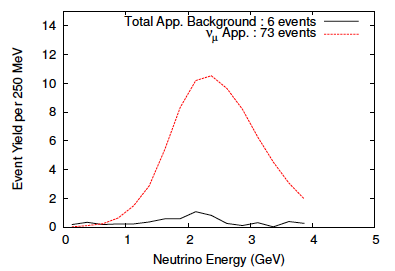 Total App. Background : 6 events
νμ App. : 73 events
Event Yield per 250 MeV
14
12
10
8
6
4
2
0
0 1 2 3 4 5
Neutrino Energy (GeV)